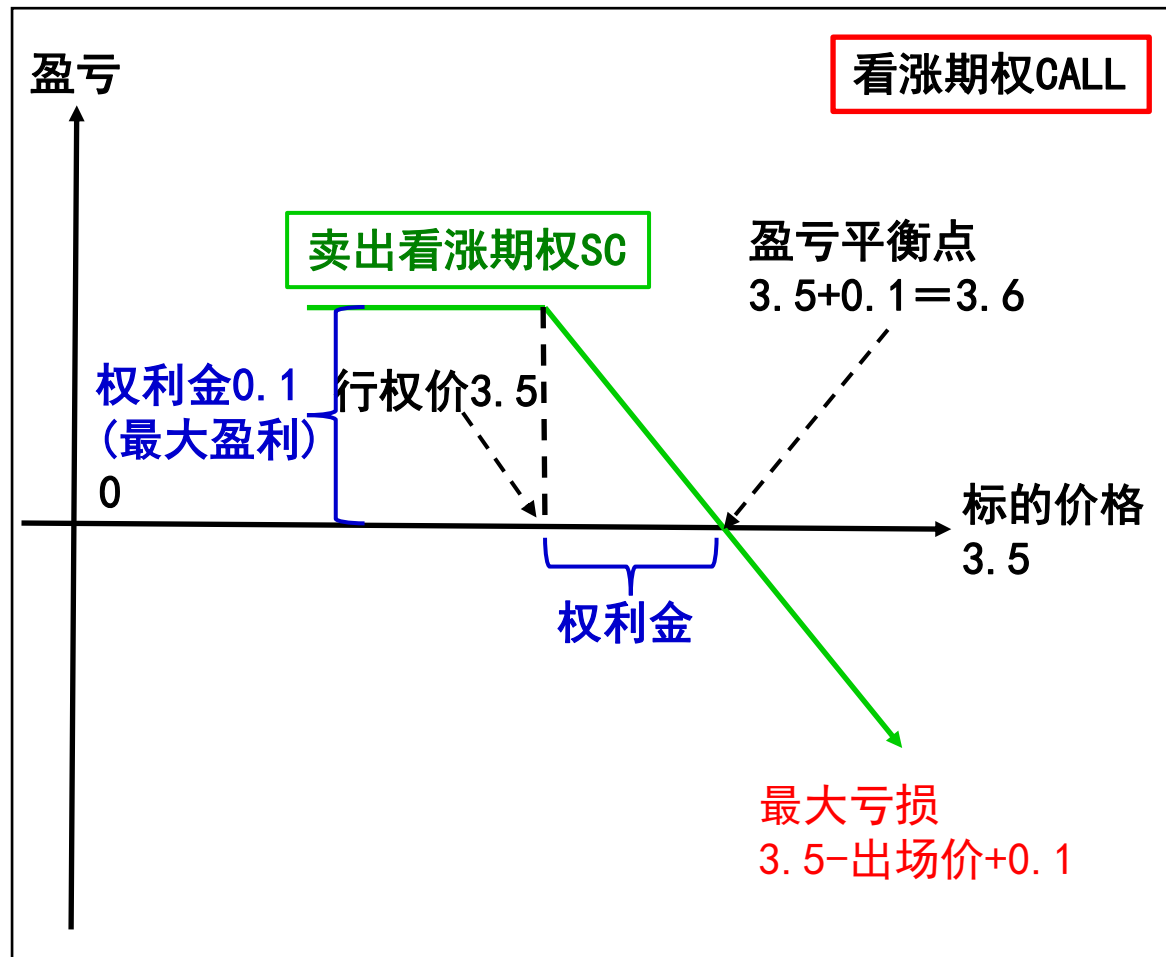 盈亏
看涨期权CALL
卖出看涨期权SC
盈亏平衡点
3.5+0.1＝3.6
权利金0.1
(最大盈利)
行权价3.5
0
标的价格
3.5
权利金
最大亏损
3.5-出场价+0.1